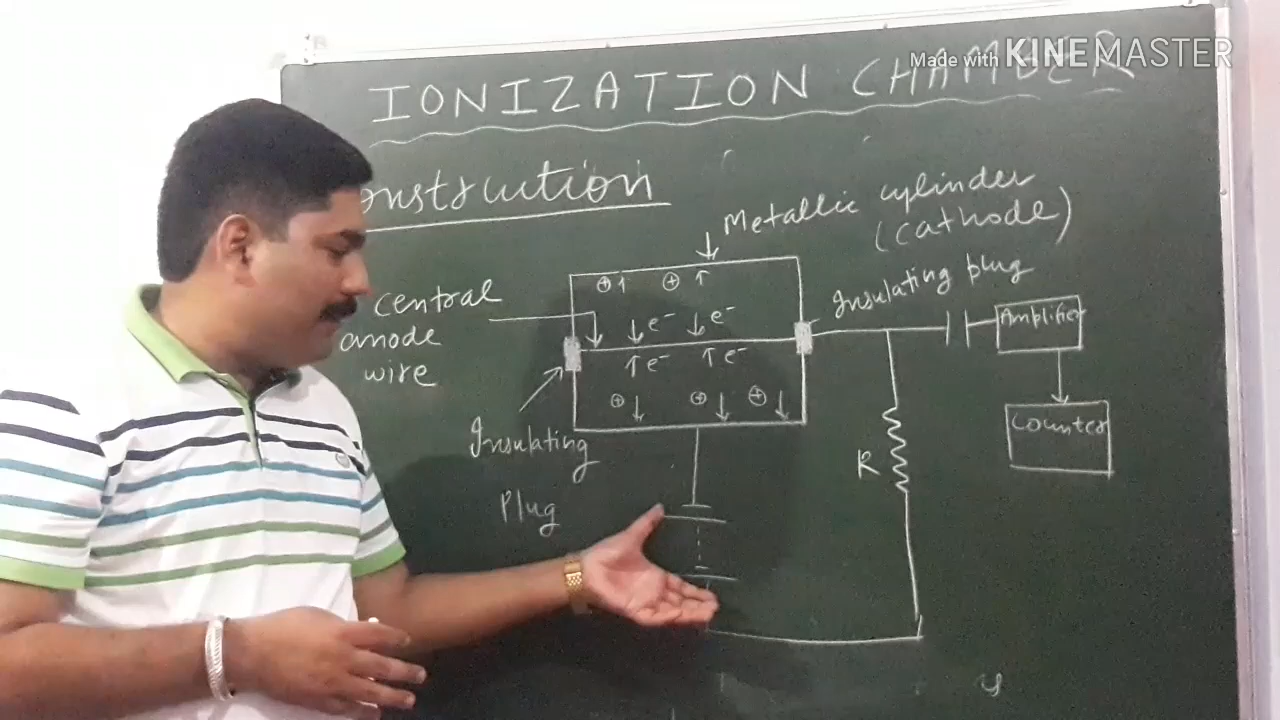 Made with KINEMASTER
IONIZATION CHAMBER
onstruction
Metallic cylinder
(cathode)
Insulating plug
central
anode
wire
⊕ ⊕
e⁻ e⁻
e⁻ e⁻
⊕ ⊕ ⊕
Amplifier
Counter
R
Insulating
Plug